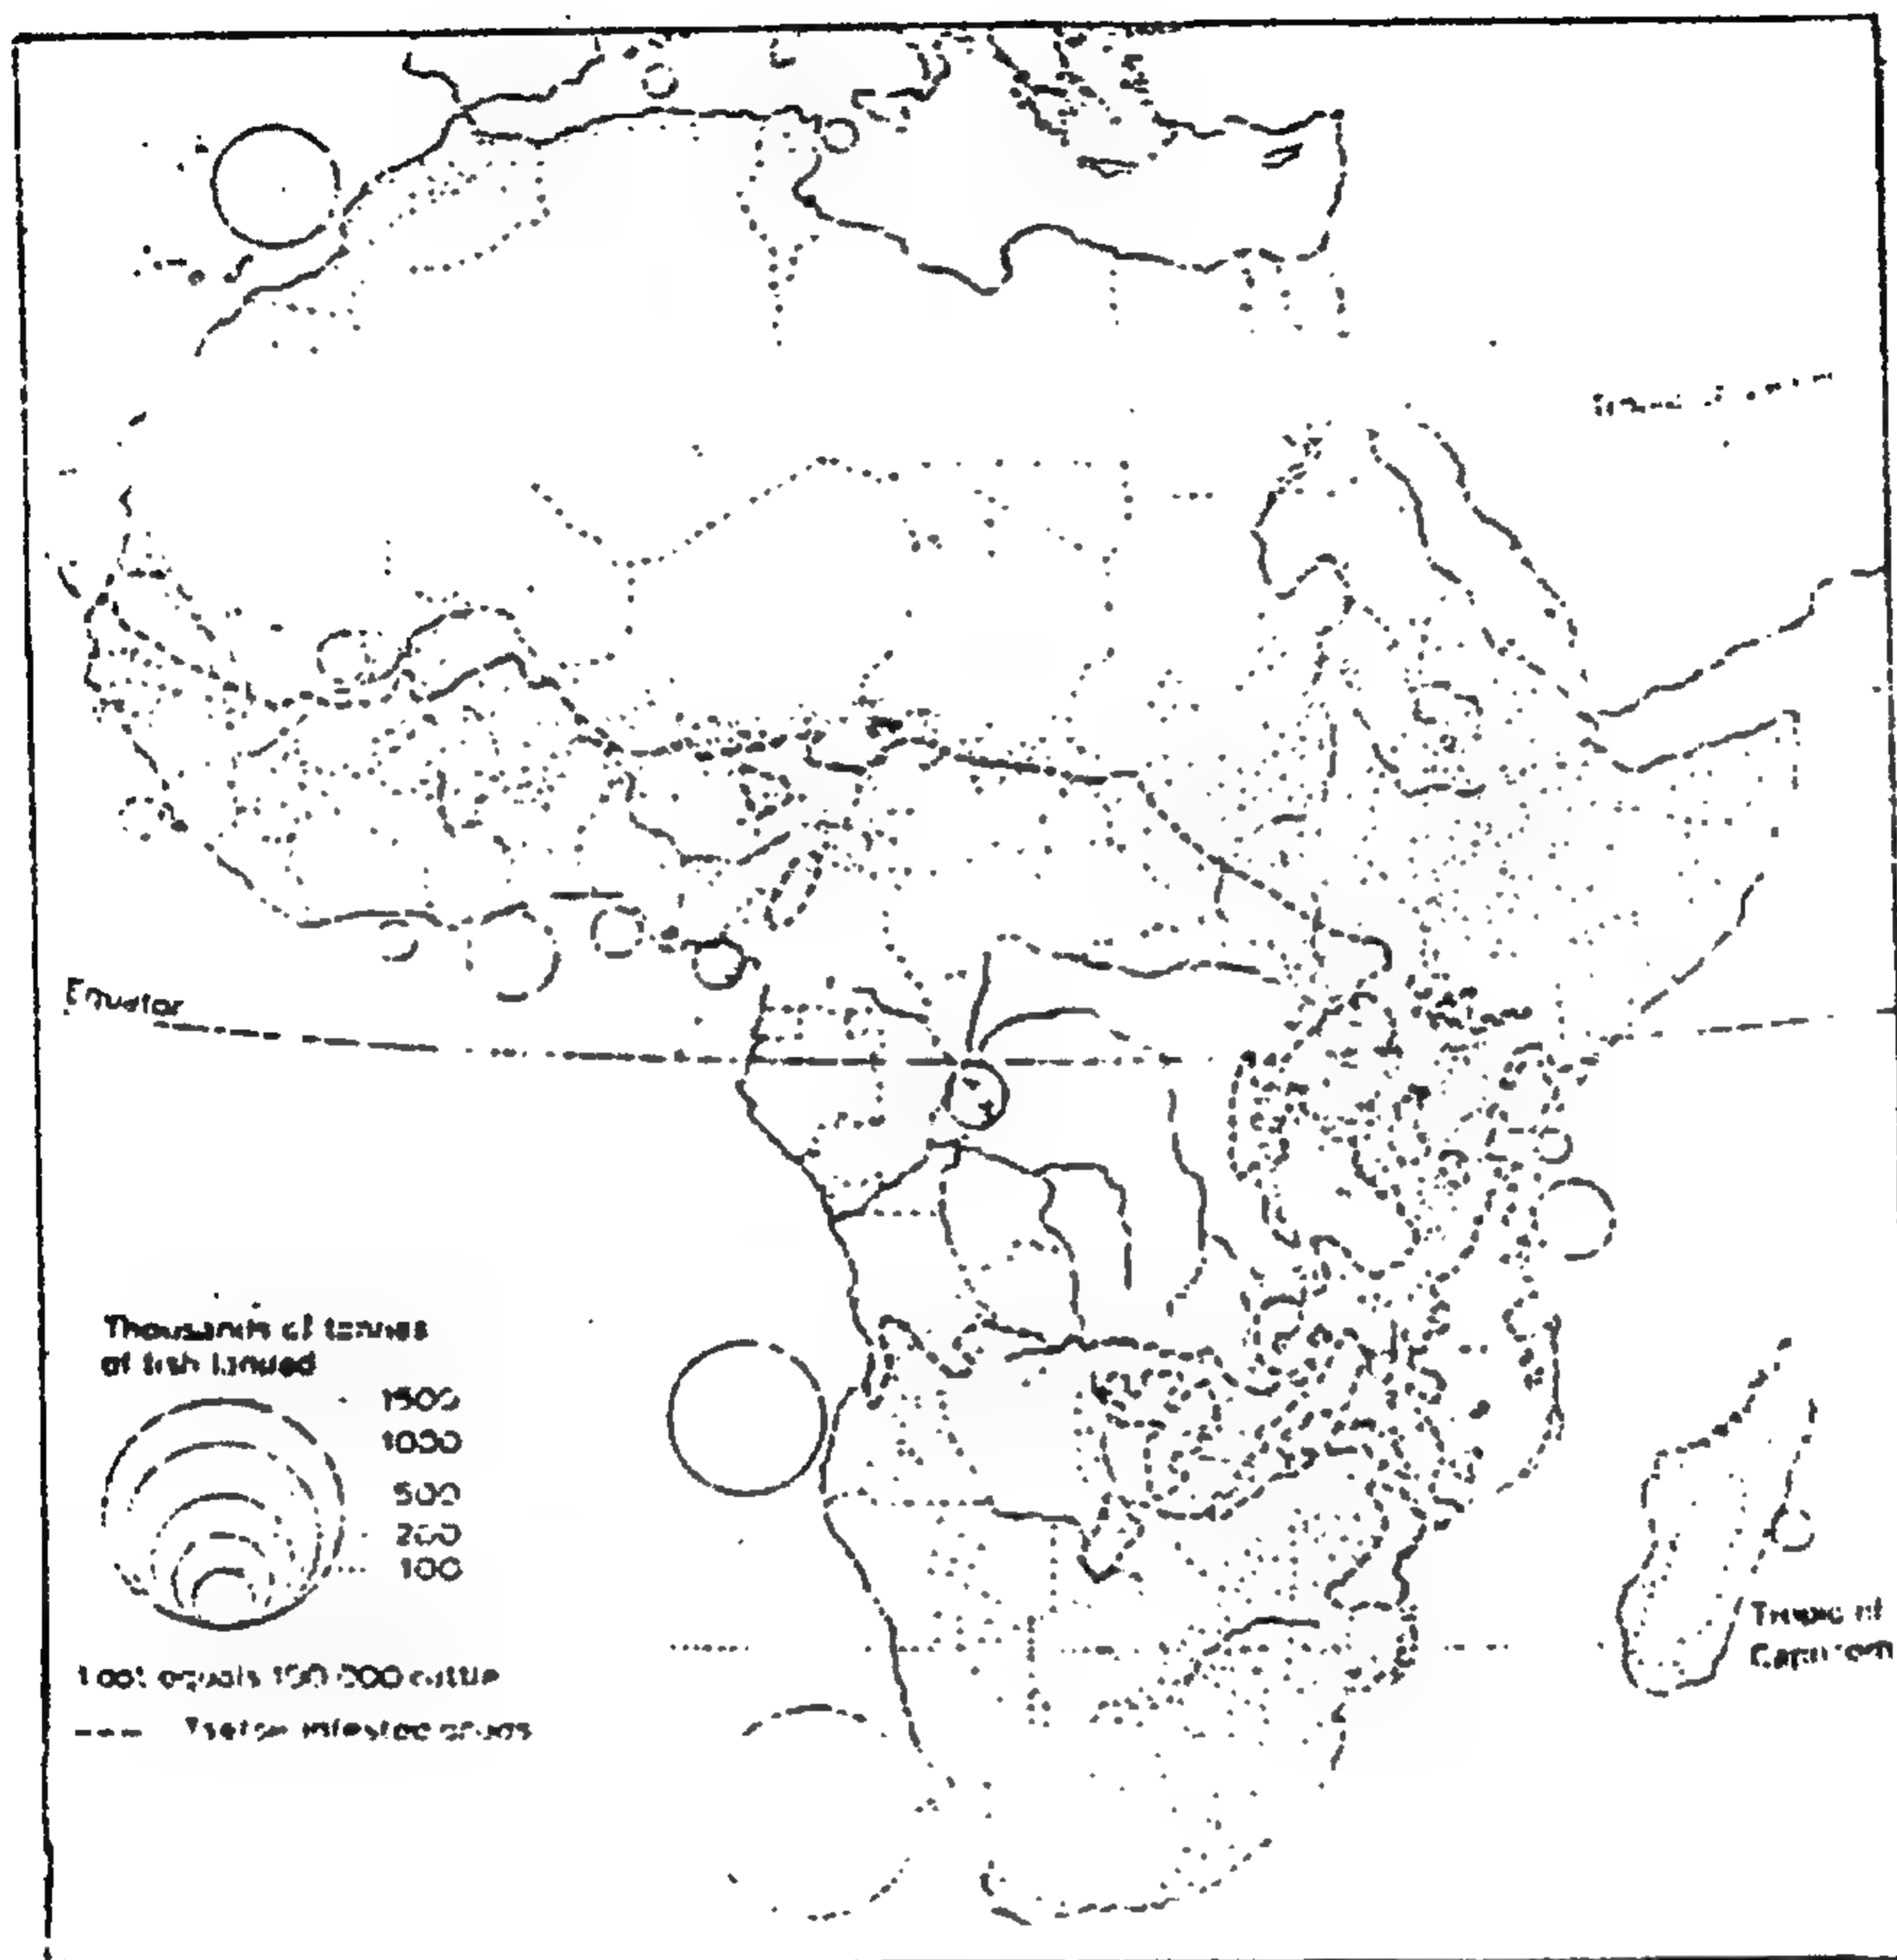 Equator
Thousands of tonnes
of fish landed
1500
1000
500
200
100
1 dot equals 100 000 cattle
Tsetse infested areas
Tropic of
Capricorn